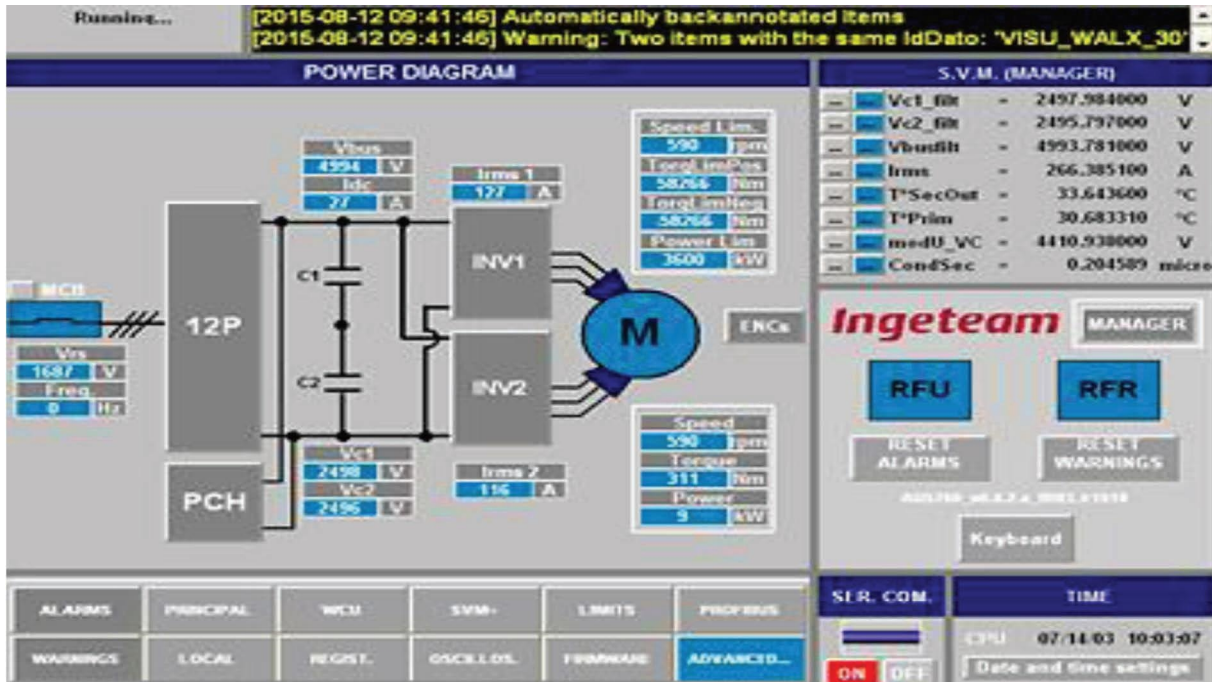 Running...
[2015-08-12 09:41:46] Automatically backannotated items
[2015-08-12 09:41:46] Warning: Two items with the same IdDato: 'VISU_WALX_30'
POWER DIAGRAM
Vbus
4994 V
Idc
27 A
Irms 1
127 A
Speed Lim.
590 rpm
TorqLimPos
58266 Nm
TorqLimNeg
58266 Nm
Power Lim
3600 kW
MCB
Vrs
1687 V
Freq.
0 Hz
12P
PCH
C1
C2
INV1
INV2
M
ENCs
Vc1
2498 V
Vc2
2496 V
Irms 2
116 A
Speed
590 rpm
Torque
311 Nm
Power
9 kW
S.V.M. (MANAGER)
Vc1_filt = 2497.984000 V
Vc2_filt = 2495.797000 V
Vbusfilt = 4993.781000 V
Irms = 266.385100 A
TªSecOut = 33.643600 ºC
TªPrim = 30.683310 ºC
modU_VC = 4410.938000 V
CondSec = 0.204589 micro
Ingeteam
MANAGER
RFU
RFR
RESET ALARMS
RESET WARNINGS
Keyboard
ALARMS PRINCIPAL WCU SVM+ LIMITS PROFIBUS
WARNINGS LOCAL REGIST. OSCILLOS. FIRMWARE ADVANCED...
SER. COM.
ON OFF
TIME
CPU 07/14/03 10:03:07
Date and time settings